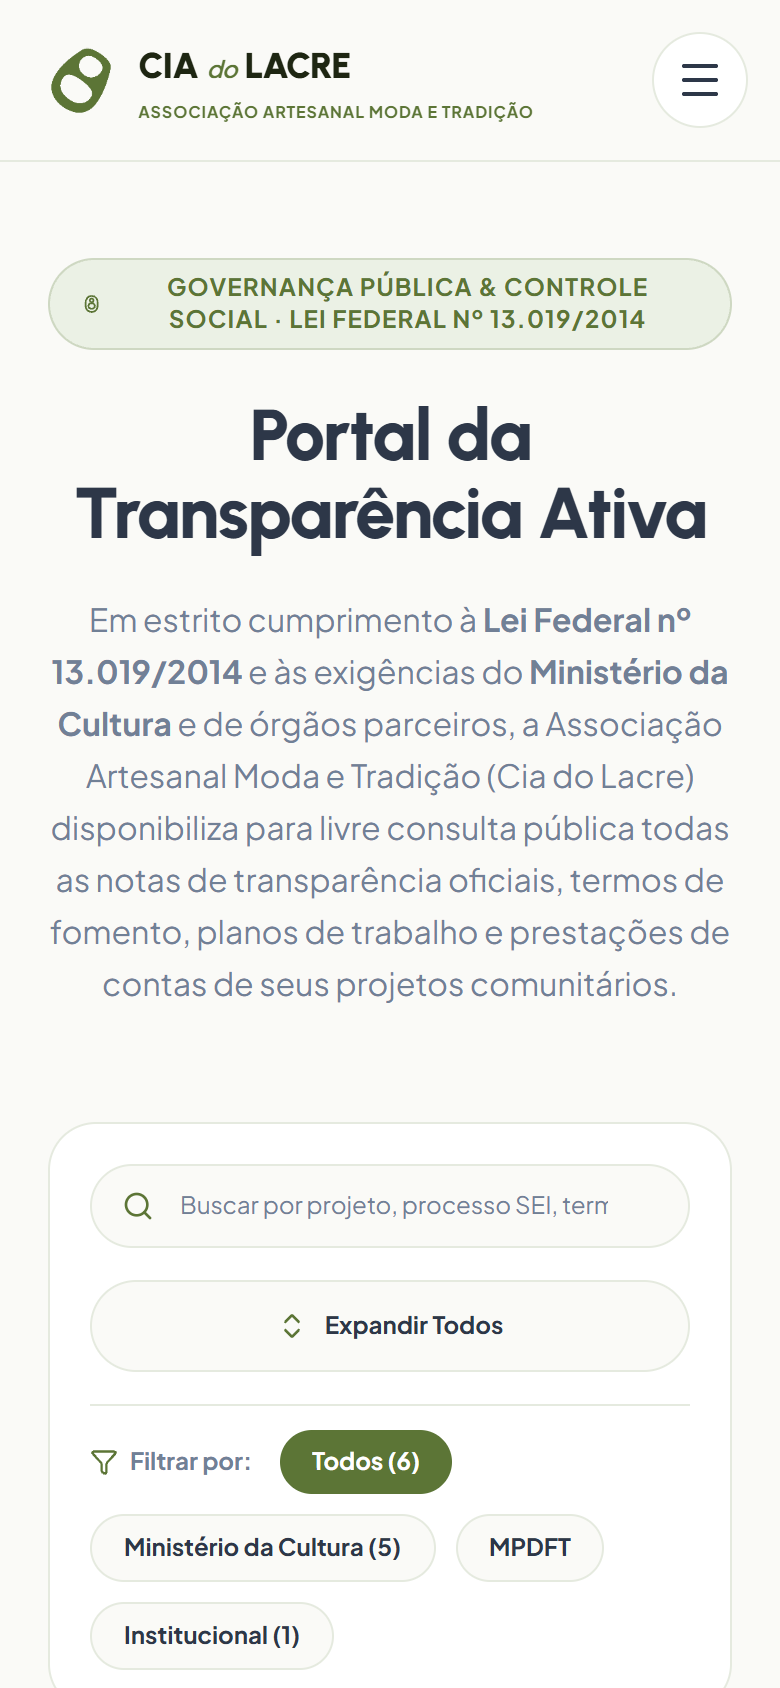 CIA do LACRE
ASSOCIAÇÃO ARTESANAL MODA E TRADIÇÃO
GOVERNANÇA PÚBLICA & CONTROLE
SOCIAL · LEI FEDERAL Nº 13.019/2014
Portal da
Transparência Ativa
Em estrito cumprimento à Lei Federal nº
13.019/2014 e às exigências do Ministério da
Cultura e de órgãos parceiros, a Associação
Artesanal Moda e Tradição (Cia do Lacre)
disponibiliza para livre consulta pública todas
as notas de transparência oficiais, termos de
fomento, planos de trabalho e prestações de
contas de seus projetos comunitários.
Buscar por projeto, processo SEI, term
Expandir Todos
Filtrar por:
Todos (6)
Ministério da Cultura (5)
MPDFT
Institucional (1)